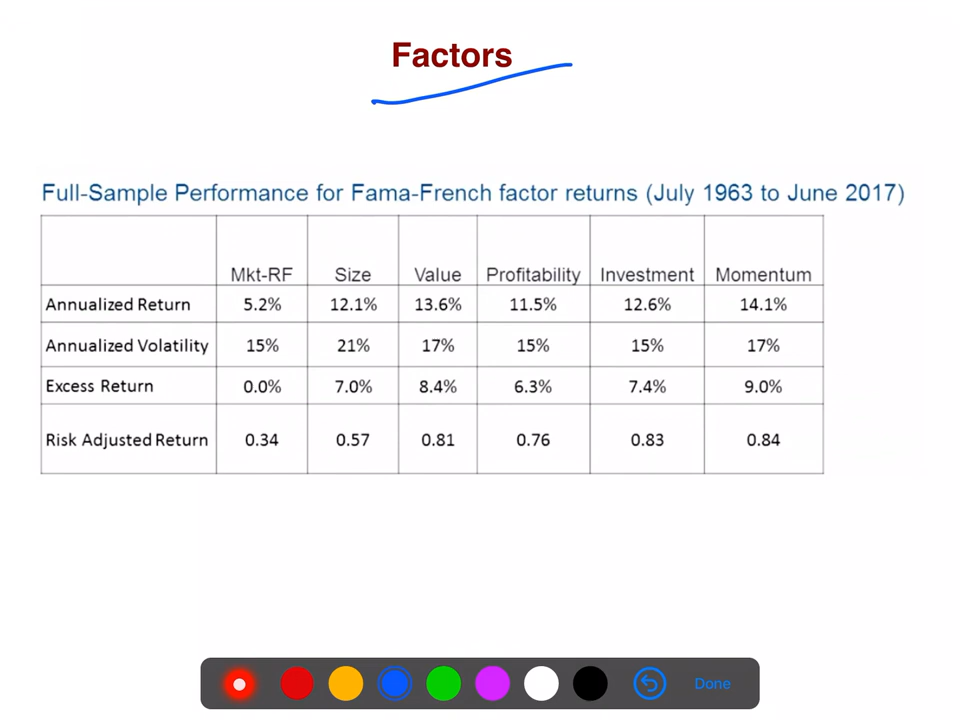 Factors
Full-Sample Performance for Fama-French factor returns (July 1963 to June 2017)
Mkt-RF Size Value Profitability Investment Momentum
Annualized Return 5.2% 12.1% 13.6% 11.5% 12.6% 14.1%
Annualized Volatility 15% 21% 17% 15% 15% 17%
Excess Return 0.0% 7.0% 8.4% 6.3% 7.4% 9.0%
Risk Adjusted Return 0.34 0.57 0.81 0.76 0.83 0.84
Done